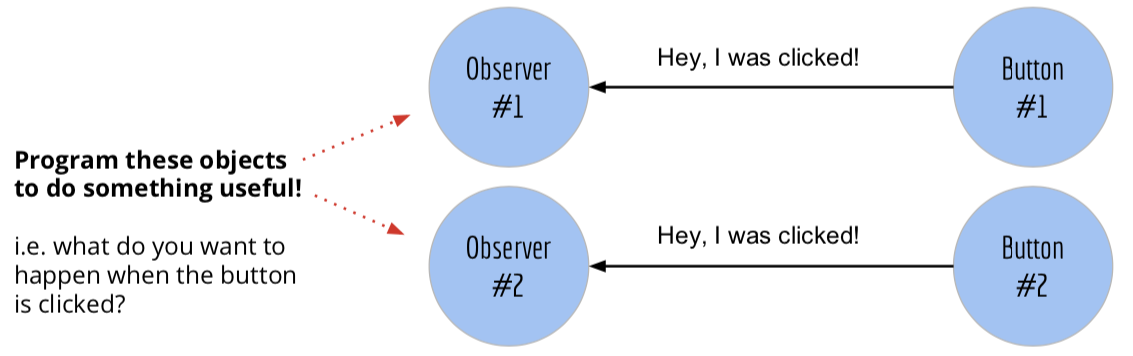 Observer
#1
Hey, I was clicked!
Button
#1
Program these objects
to do something useful!
i.e. what do you want to
happen when the button
is clicked?
Observer
#2
Hey, I was clicked!
Button
#2